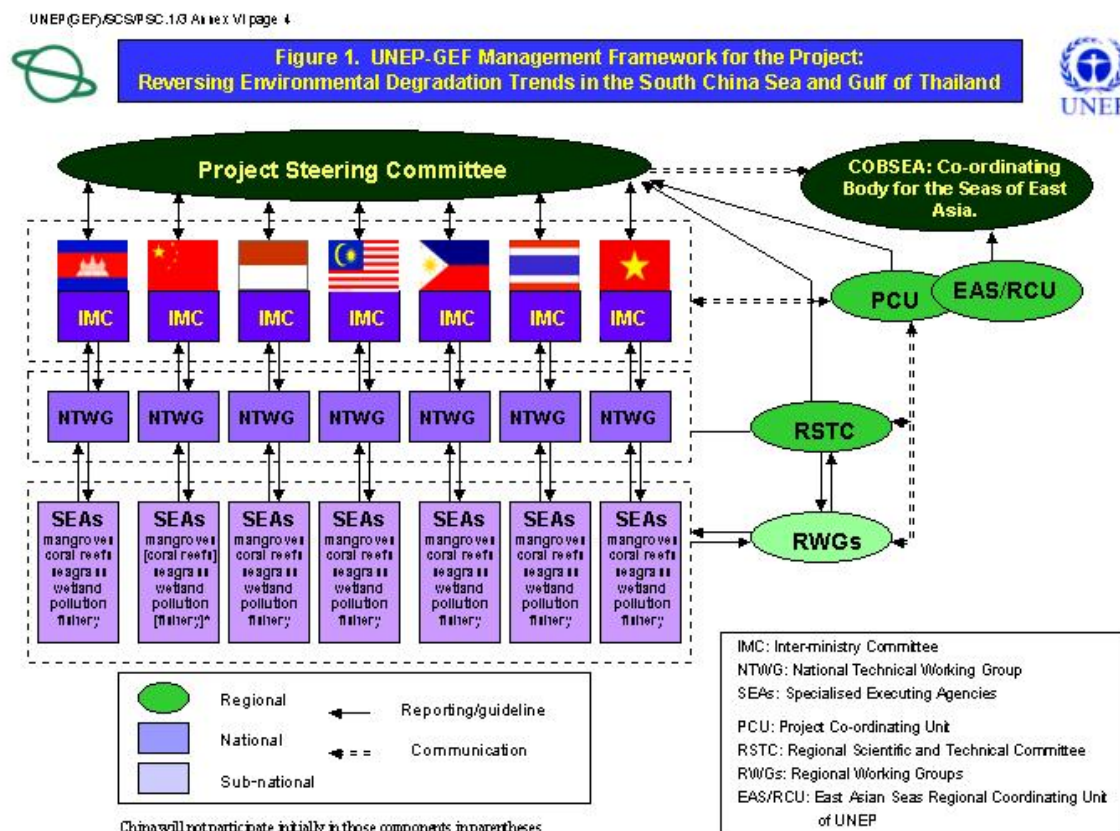 UNEP(GEF)/SCS/PSC.1/3 Annex VI page 4
Figure 1. UNEP-GEF Management Framework for the Project:
Reversing Environmental Degradation Trends in the South China Sea and Gulf of Thailand
UNEP
Project Steering Committee
COBSEA: Co-ordinating
Body for the Seas of East
Asia.
IMC IMC IMC IMC IMC IMC IMC
PCU EAS/RCU
NTWG NTWG NTWG NTWG NTWG NTWG NTWG
RSTC
RWGs
SEAs
mangroves
coral reefs
seagrass
wetland
pollution
fishery
SEAs
mangroves
[coral reefs]
seagrass
wetland
pollution
[fishery]*
SEAs
mangroves
coral reefs
seagrass
wetland
pollution
fishery
SEAs
mangroves
coral reefs
seagrass
wetland
pollution
fishery
SEAs
mangroves
coral reefs
seagrass
wetland
pollution
fishery
SEAs
mangroves
coral reefs
seagrass
wetland
pollution
fishery
SEAs
mangroves
coral reefs
seagrass
wetland
pollution
fishery
Regional
National
Sub-national
Reporting/guideline
Communication
IMC: Inter-ministry Committee
NTWG: National Technical Working Group
SEAs: Specialised Executing Agencies
PCU: Project Co-ordinating Unit
RSTC: Regional Scientific and Technical Committee
RWGs: Regional Working Groups
EAS/RCU: East Asian Seas Regional Coordinating Unit
of UNEP
China will not participate initially in those components in parentheses